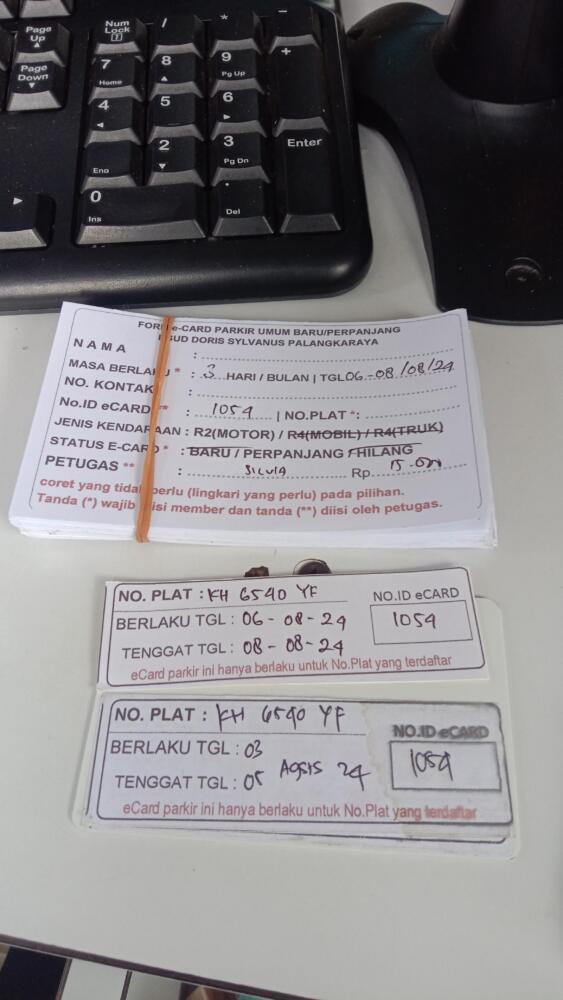 Page Up
Num Lock
/
*
−
Page Down
7 Home
8
9 Pg Up
+
4
5
6
Enter
End
2
3 Pg Dn
0 Ins
. Del
FORM e-CARD PARKIR UMUM BARU/PERPANJANG
RSUD DORIS SYLVANUS PALANGKARAYA
NAMA :
MASA BERLAKU * : 3 HARI / BULAN | TGL 06-08/08/24
NO. KONTAK :
No.ID eCARD ** : 1054 | NO.PLAT *:
JENIS KENDARAAN : R2(MOTOR) / R4(MOBIL) / R4(TRUK)
STATUS E-CARD * : BARU / PERPANJANG / HILANG
PETUGAS ** : SILVIA Rp. 15.000
coret yang tidak perlu (lingkari yang perlu) pada pilihan.
Tanda (*) wajib diisi member dan tanda (**) diisi oleh petugas.
NO. PLAT : KH 6540 YF
NO.ID eCARD
BERLAKU TGL : 06-08-24
1054
TENGGAT TGL : 08-08-24
eCard parkir ini hanya berlaku untuk No.Plat yang terdaftar
NO. PLAT : KH 6540 YF
NO.ID eCARD
BERLAKU TGL : 03
1054
TENGGAT TGL : 05 AGSTS 24
eCard parkir ini hanya berlaku untuk No.Plat yang terdaftar